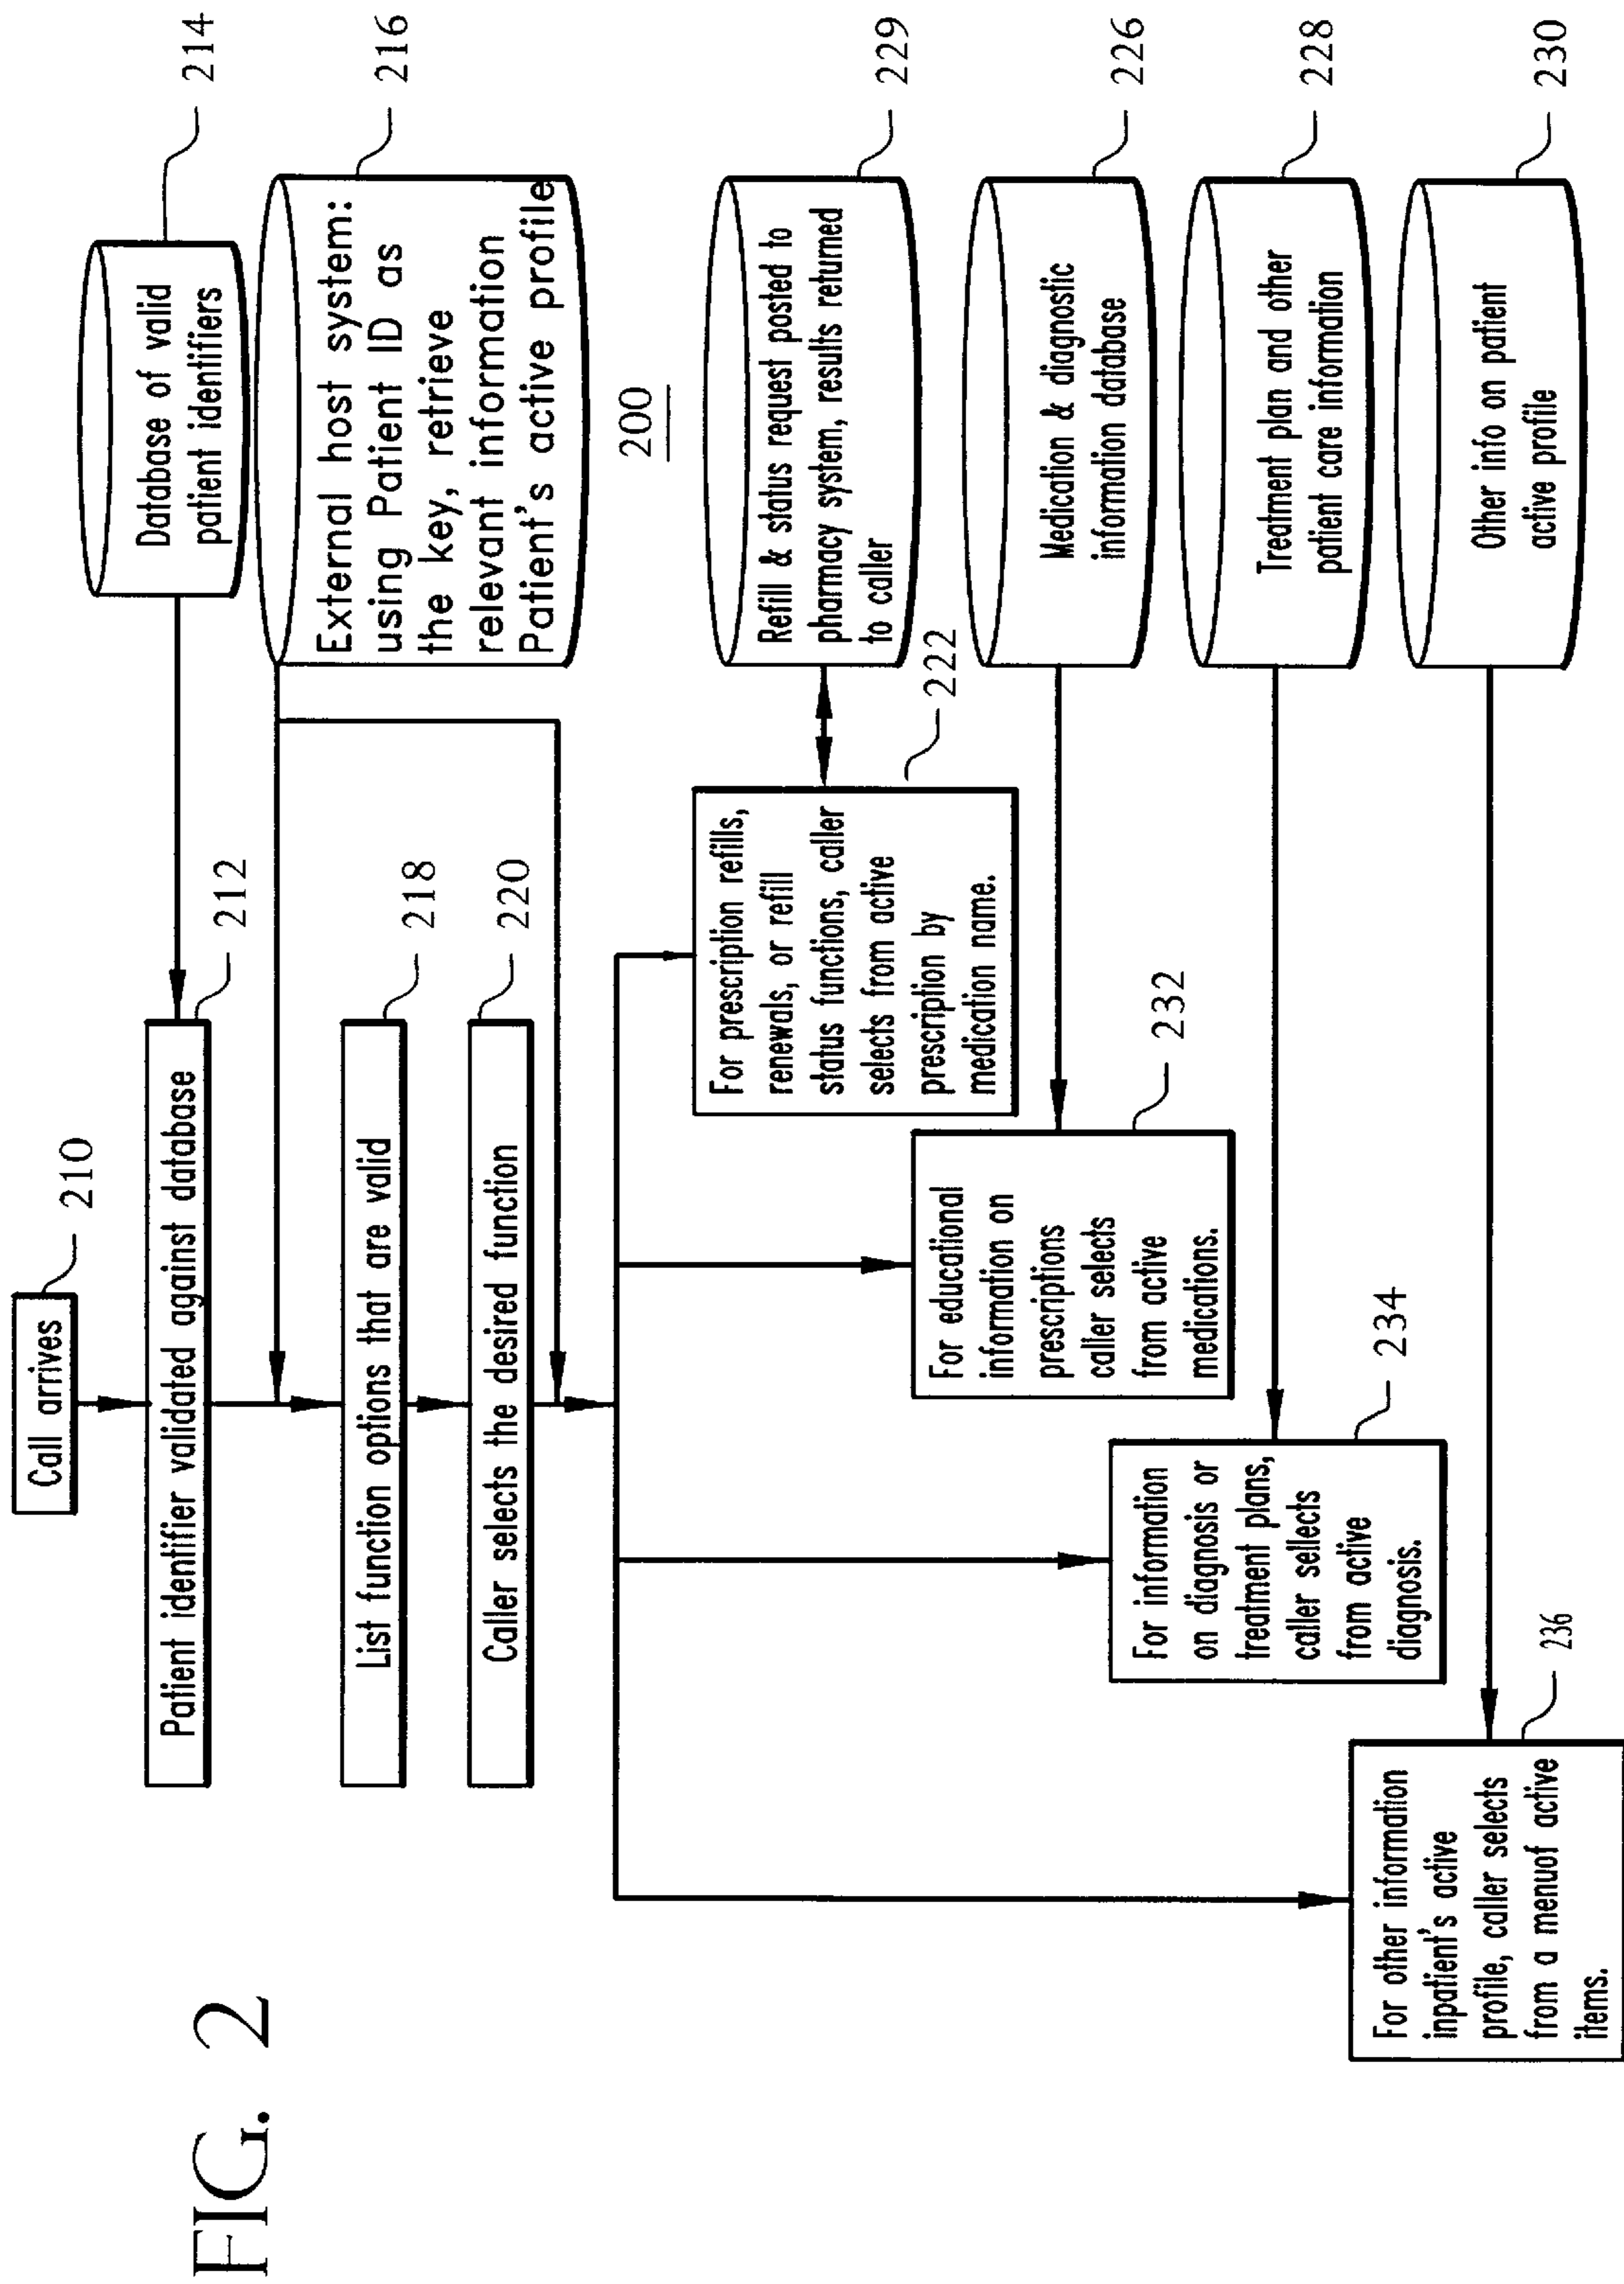 FIG. 2
Call arrives
210
Patient identifier validated against database
212
Database of valid
patient identifiers
214
External host system:
using Patient ID as
the key, retrieve
relevant information
Patient's active profile
216
List function options that are valid
218
Caller selects the desired function
220
200
For prescription refills,
renewals, or refill
status functions, caller
selects from active
prescription by
medication name.
222
Refill & status request posted to
pharmacy system, results returned
to caller
229
For educational
information on
prescriptions
caller selects
from active
medications.
232
Medication & diagnostic
information database
226
For information
on diagnosis or
treatment plans,
caller sellects
from active
diagnosis.
234
Treatment plan and other
patient care information
228
For other information
inpatient's active
profile, caller selects
from a menuof active
items.
236
Other info on patient
active profile
230